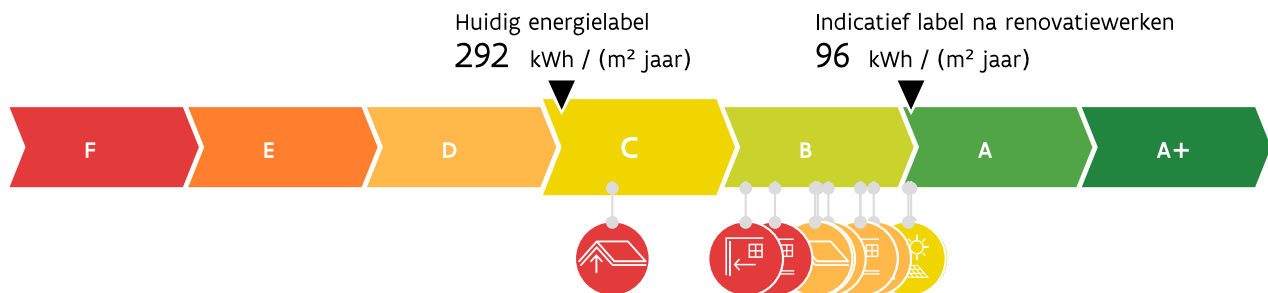 Huidig energielabel
292 kWh / (m² jaar)
Indicatief label na renovatiewerken
96 kWh / (m² jaar)
F E D C B A A+